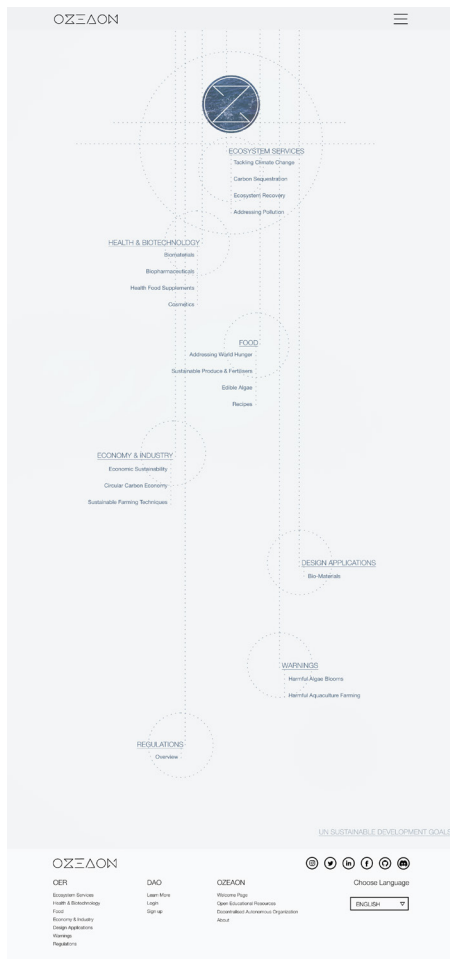 OZEAON
ECOSYSTEM SERVICES
Tackling Climate Change
Carbon Sequestration
Ecosystem Recovery
Addressing Pollution
HEALTH & BIOTECHNOLOGY
Biomaterials
Biopharmaceuticals
Health Food Supplements
Cosmetics
FOOD
Addressing World Hunger
Sustainable Produce & Fertilisers
Edible Algae
Recipes
ECONOMY & INDUSTRY
Economic Sustainability
Circular Carbon Economy
Sustainable Farming Techniques
DESIGN APPLICATIONS
Bio-Materials
WARNINGS
Harmful Algae Blooms
Harmful Aquaculture Farming
REGULATIONS
Overview
UN SUSTAINABLE DEVELOPMENT GOALS
OZEAON
OER
Ecosystem Services
Health & Biotechnology
Food
Economy & Industry
Design Applications
Warnings
Regulations
DAO
Learn More
Login
Sign up
OZEAON
Welcome Page
Open Educational Resources
Decentralised Autonomous Organization
About
Choose Language
ENGLISH